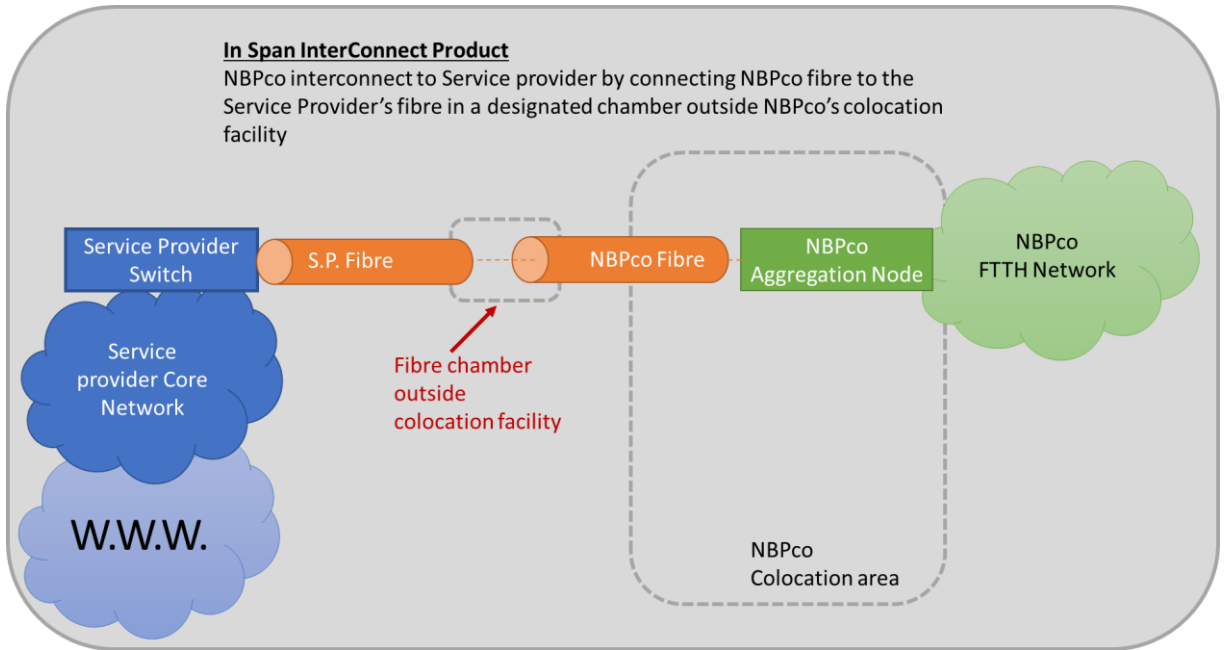 In Span InterConnect Product
NBPco interconnect to Service provider by connecting NBPco fibre to the
Service Provider's fibre in a designated chamber outside NBPco's colocation
facility
Service Provider
Switch
S.P. Fibre
NBPco Fibre
NBPco
Aggregation Node
NBPco
FTTH Network
Service
provider Core
Network
Fibre chamber
outside
colocation facility
W.W.W.
NBPco
Colocation area